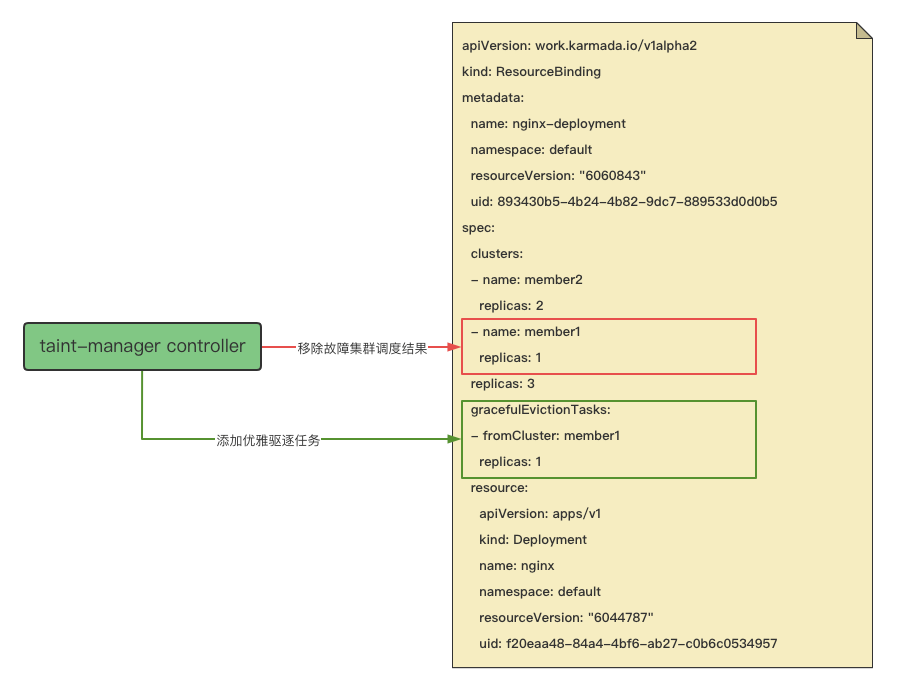 apiVersion: work.karmada.io/v1alpha2
kind: ResourceBinding
metadata:
name: nginx-deployment
namespace: default
resourceVersion: "6060843"
uid: 893430b5-4b24-4b82-9dc7-889533d0d0b5
spec:
clusters:
- name: member2
replicas: 2
- name: member1
taint-manager controller
移除故障集群调度结果
replicas: 1
replicas: 3
gracefulEvictionTasks:
- fromCluster: member1
添加优雅驱逐任务
replicas: 1
resource:
apiVersion: apps/v1
kind: Deployment
name: nginx
namespace: default
resourceVersion: "6044787"
uid: f20eaa48-84a4-4bf6-ab27-c0b6c0534957